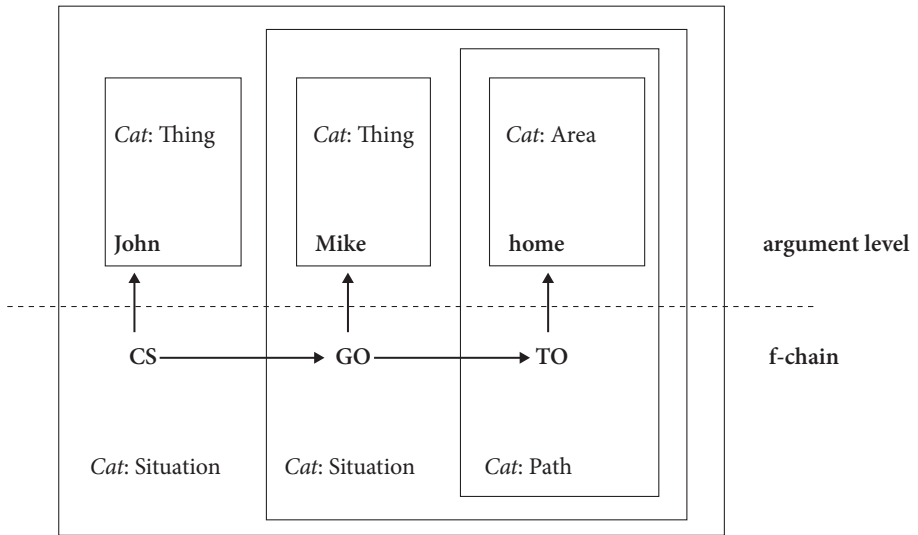 Cat: Thing Cat: Thing Cat: Area
John Mike home argument level
CS GO TO f-chain
Cat: Situation Cat: Situation Cat: Path